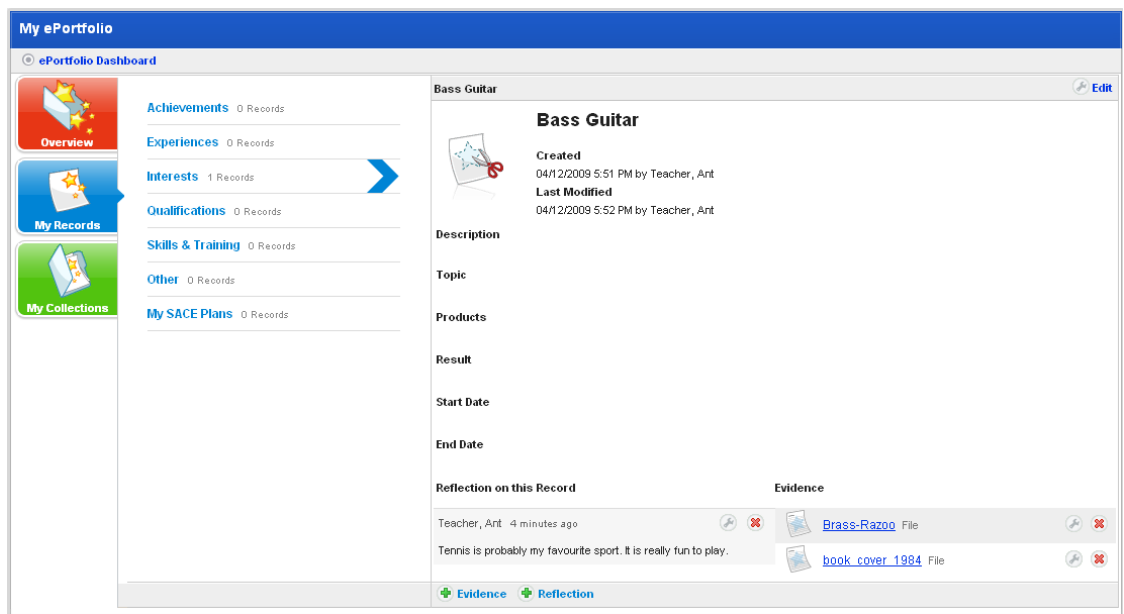 My ePortfolio
ePortfolio Dashboard
Overview
My Records
My Collections
Achievements 0 Records
Experiences 0 Records
Interests 1 Records
Qualifications 0 Records
Skills & Training 0 Records
Other 0 Records
My SACE Plans 0 Records
Bass Guitar
Edit
Bass Guitar
Created
04/12/2009 5:51 PM by Teacher, Ant
Last Modified
04/12/2009 5:52 PM by Teacher, Ant
Description
Topic
Products
Result
Start Date
End Date
Reflection on this Record
Teacher, Ant 4 minutes ago
Tennis is probably my favourite sport. It is really fun to play.
Evidence
Brass-Razoo File
book_cover_1984 File
Evidence Reflection